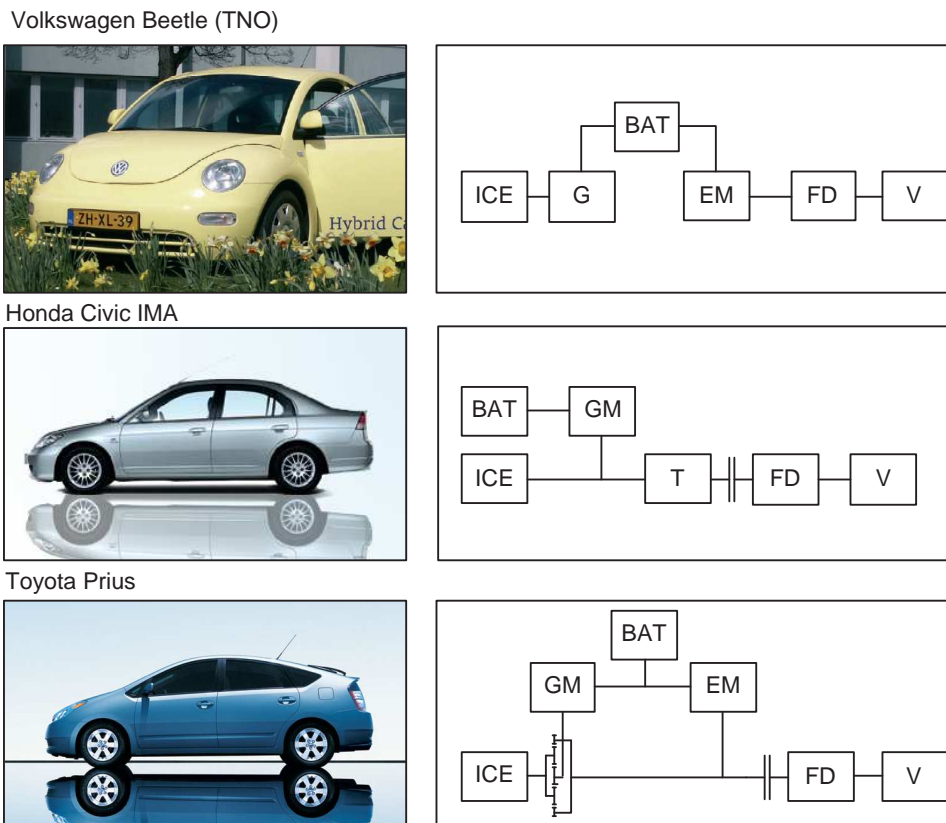 Volkswagen Beetle (TNO)
ZH-XL-39
Hybrid Ca
BAT
ICE G EM FD V
Honda Civic IMA
BAT GM
ICE T FD V
Toyota Prius
BAT
GM EM
ICE FD V